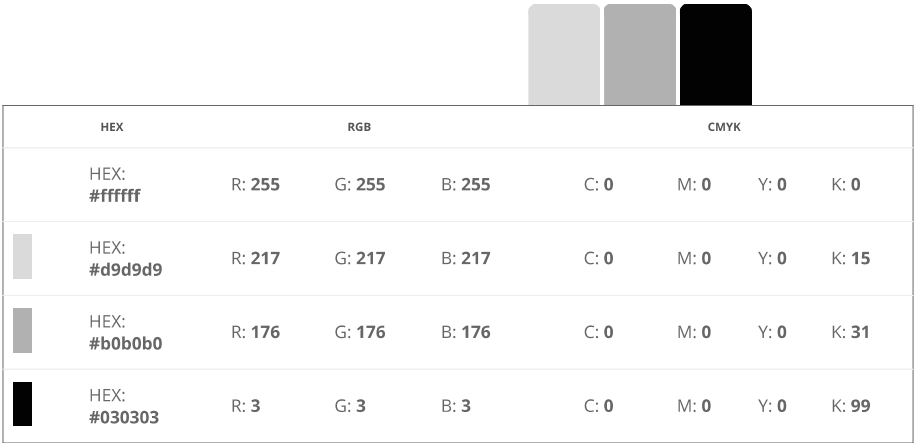 HEX RGB CMYK
HEX:
#ffffff
R: 255 G: 255 B: 255 C: 0 M: 0 Y: 0 K: 0
HEX:
#d9d9d9
R: 217 G: 217 B: 217 C: 0 M: 0 Y: 0 K: 15
HEX:
#b0b0b0
R: 176 G: 176 B: 176 C: 0 M: 0 Y: 0 K: 31
HEX:
#030303
R: 3 G: 3 B: 3 C: 0 M: 0 Y: 0 K: 99